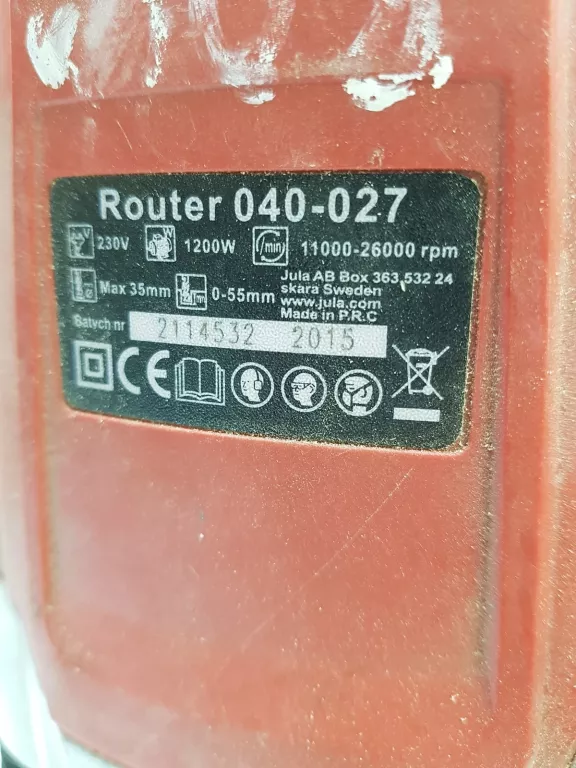 Router 040-027
230V 1200W 11000-26000 rpm
Max 35mm 0-55mm
Jula AB Box 363,532 24
skara Sweden
www.jula.com
Made in P.R.C
Batych nr 2114532 2015
CE